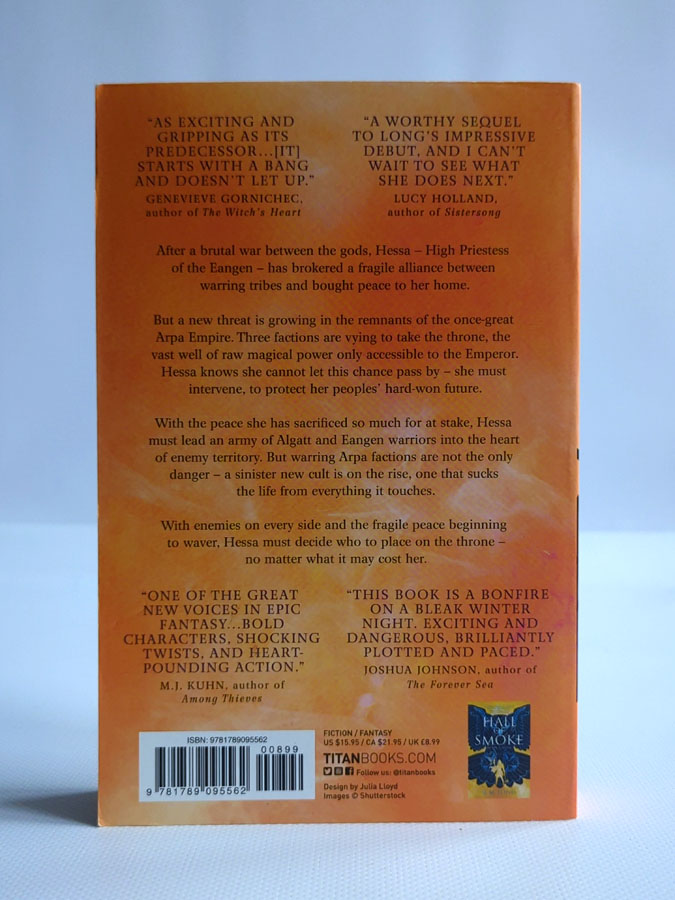 "AS EXCITING AND
GRIPPING AS ITS
PREDECESSOR...[IT]
STARTS WITH A BANG
AND DOESN'T LET UP."
GENEVIEVE GORNICHEC,
author of The Witch's Heart
"A WORTHY SEQUEL
TO LONG'S IMPRESSIVE
DEBUT, AND I CAN'T
WAIT TO SEE WHAT
SHE DOES NEXT."
LUCY HOLLAND,
author of Sistersong
After a brutal war between the gods, Hessa – High Priestess
of the Eangen – has brokered a fragile alliance between
warring tribes and bought peace to her home.
But a new threat is growing in the remnants of the once-great
Arpa Empire. Three factions are vying to take the throne, the
vast well of raw magical power only accessible to the Emperor.
Hessa knows she cannot let this chance pass by – she must
intervene, to protect her peoples' hard-won future.
With the peace she has sacrificed so much for at stake, Hessa
must lead an army of Algatt and Eangen warriors into the heart
of enemy territory. But warring Arpa factions are not the only
danger – a sinister new cult is on the rise, one that sucks
the life from everything it touches.
With enemies on every side and the fragile peace beginning
to waver, Hessa must decide who to place on the throne –
no matter what it may cost her.
"ONE OF THE GREAT
NEW VOICES IN EPIC
FANTASY...BOLD
CHARACTERS, SHOCKING
TWISTS, AND HEART-
POUNDING ACTION."
M.J. KUHN, author of
Among Thieves
"THIS BOOK IS A BONFIRE
ON A BLEAK WINTER
NIGHT. EXCITING AND
DANGEROUS, BRILLIANTLY
PLOTTED AND PACED."
JOSHUA JOHNSON, author of
The Forever Sea
ISBN: 9781789095562
00899
9 781789 095562
FICTION / FANTASY
US $15.95 / CA $21.95 / UK £8.99
TITANBOOKS.COM
Follow us: @titanbooks
Design by Julia Lloyd
Images © Shutterstock
HALL
OF
SMOKE